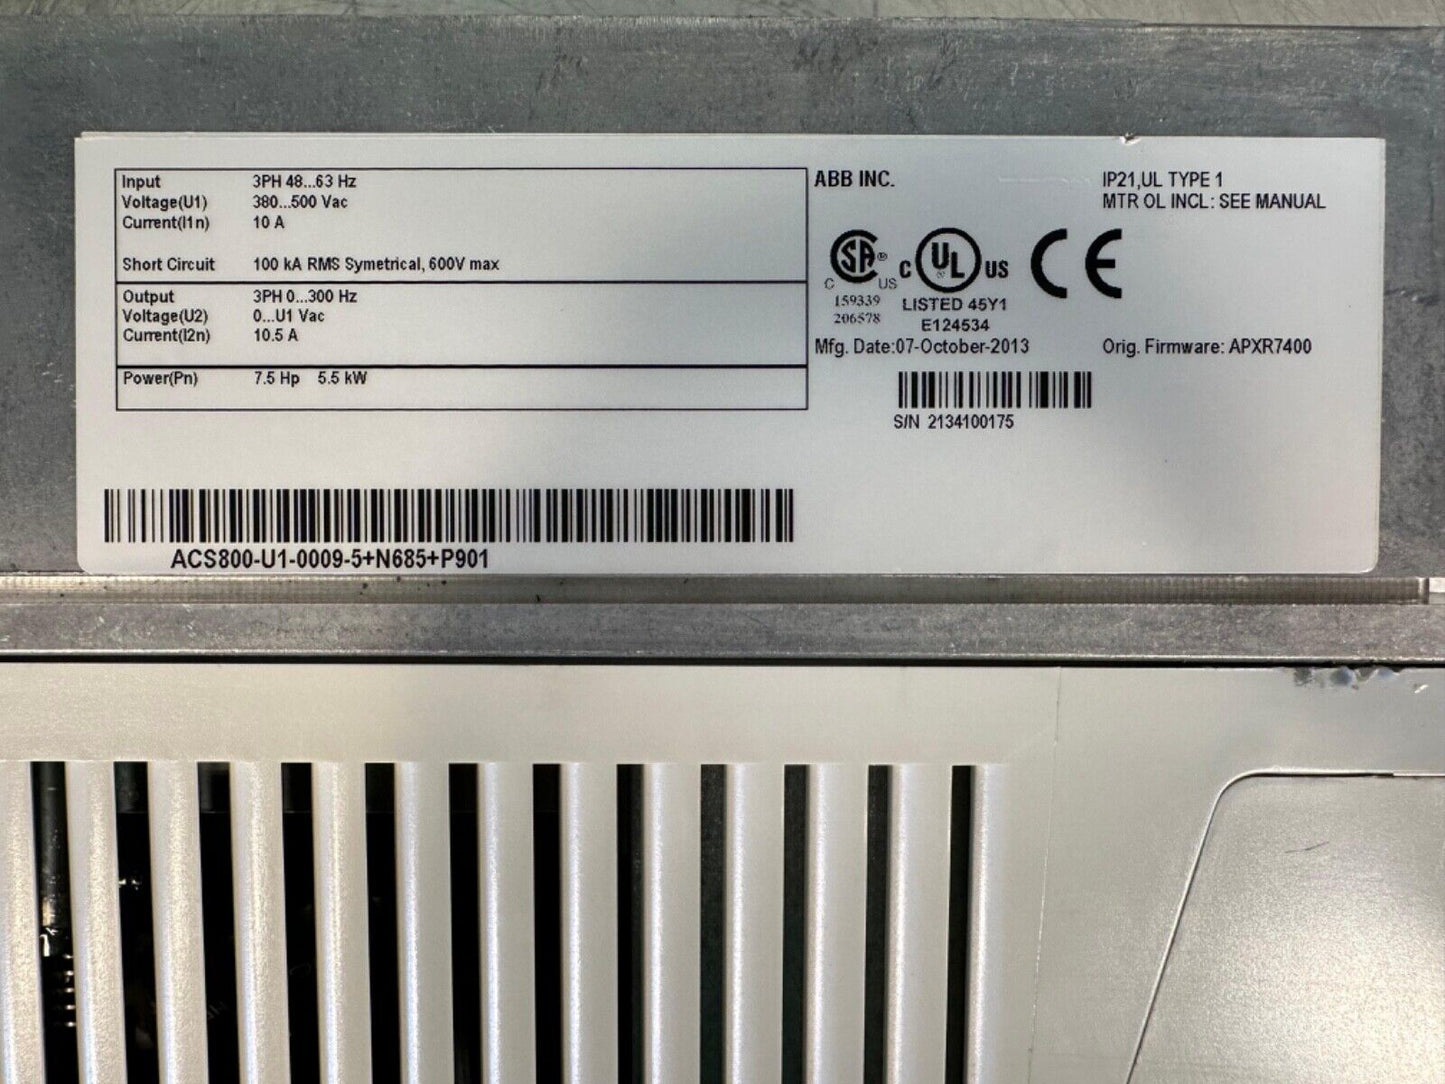 Input 3PH 48...63 Hz
Voltage(U1) 380...500 Vac
Current(I1n) 10 A
Short Circuit 100 kA RMS Symetrical, 600V max
Output 3PH 0...300 Hz
Voltage(U2) 0...U1 Vac
Current(I2n) 10.5 A
Power(Pn) 7.5 Hp 5.5 kW
ABB INC.
IP21,UL TYPE 1
MTR OL INCL: SEE MANUAL
C SA ® US
159339
206578
C UL ® US
LISTED 45Y1
E124534
CE
Mfg. Date:07-October-2013
Orig. Firmware: APXR7400
S/N 2134100175
ACS800-U1-0009-5+N685+P901